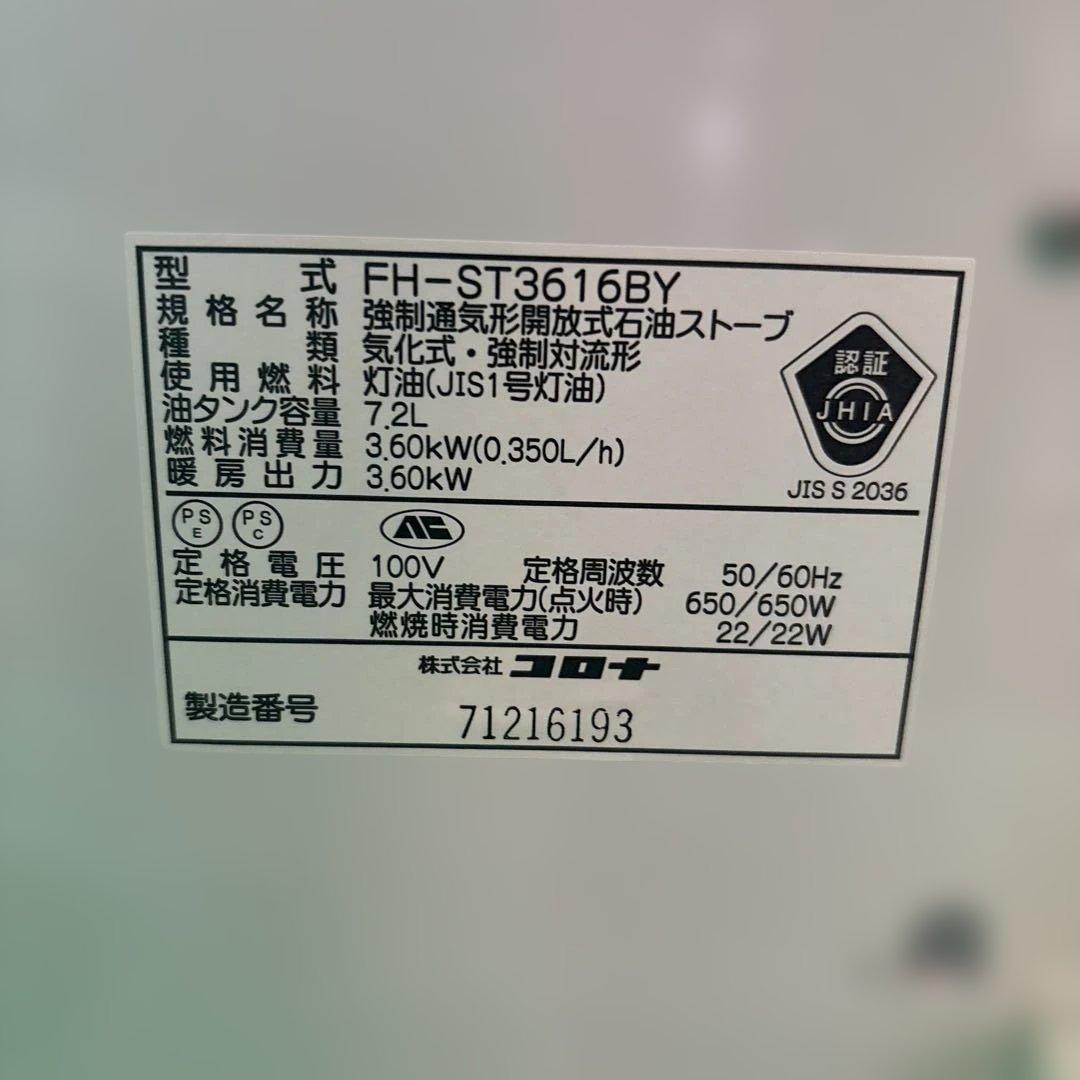 型式 FH-ST3616BY
規格名称 強制通気形開放式石油ストーブ
種類 気化式・強制対流形
使用燃料 灯油(JIS1号灯油)
油タンク容量 7.2L
燃料消費量 3.60kW(0.350L/h)
暖房出力 3.60kW
認証
JHIA
JIS S 2036
PS E PS C
定格電圧 100V 定格周波数 50/60Hz
定格消費電力 最大消費電力(点火時) 650/650W
燃焼時消費電力 22/22W
株式会社 コロナ
製造番号 71216193